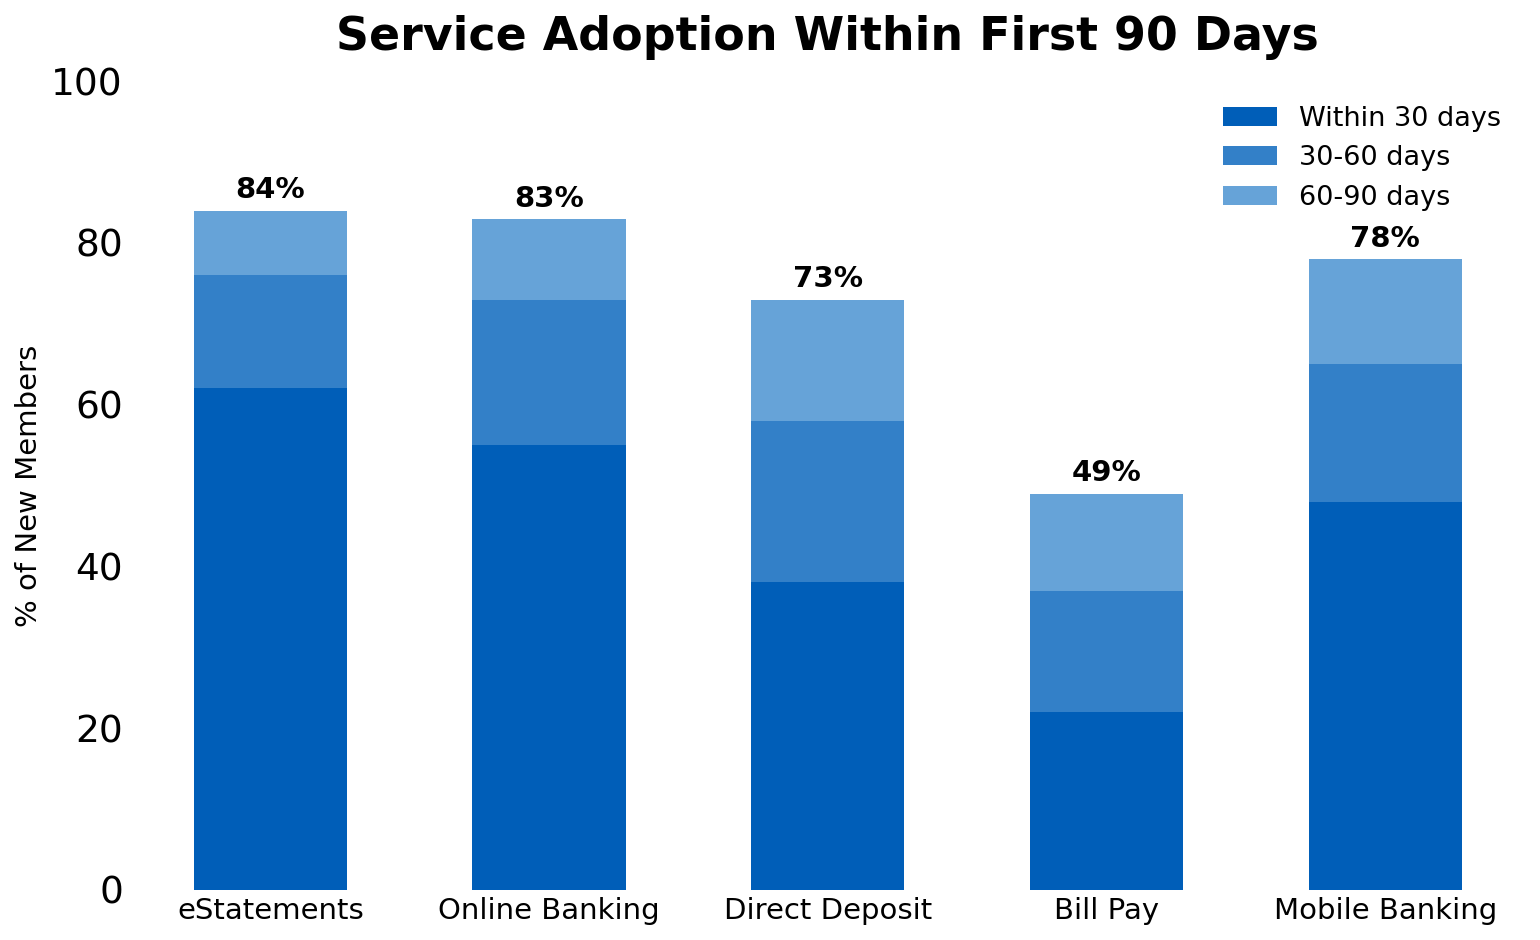 Service Adoption Within First 90 Days
100
80
60
40
20
0
% of New Members
Within 30 days
30-60 days
60-90 days
84%
83%
73%
49%
78%
eStatements
Online Banking
Direct Deposit
Bill Pay
Mobile Banking